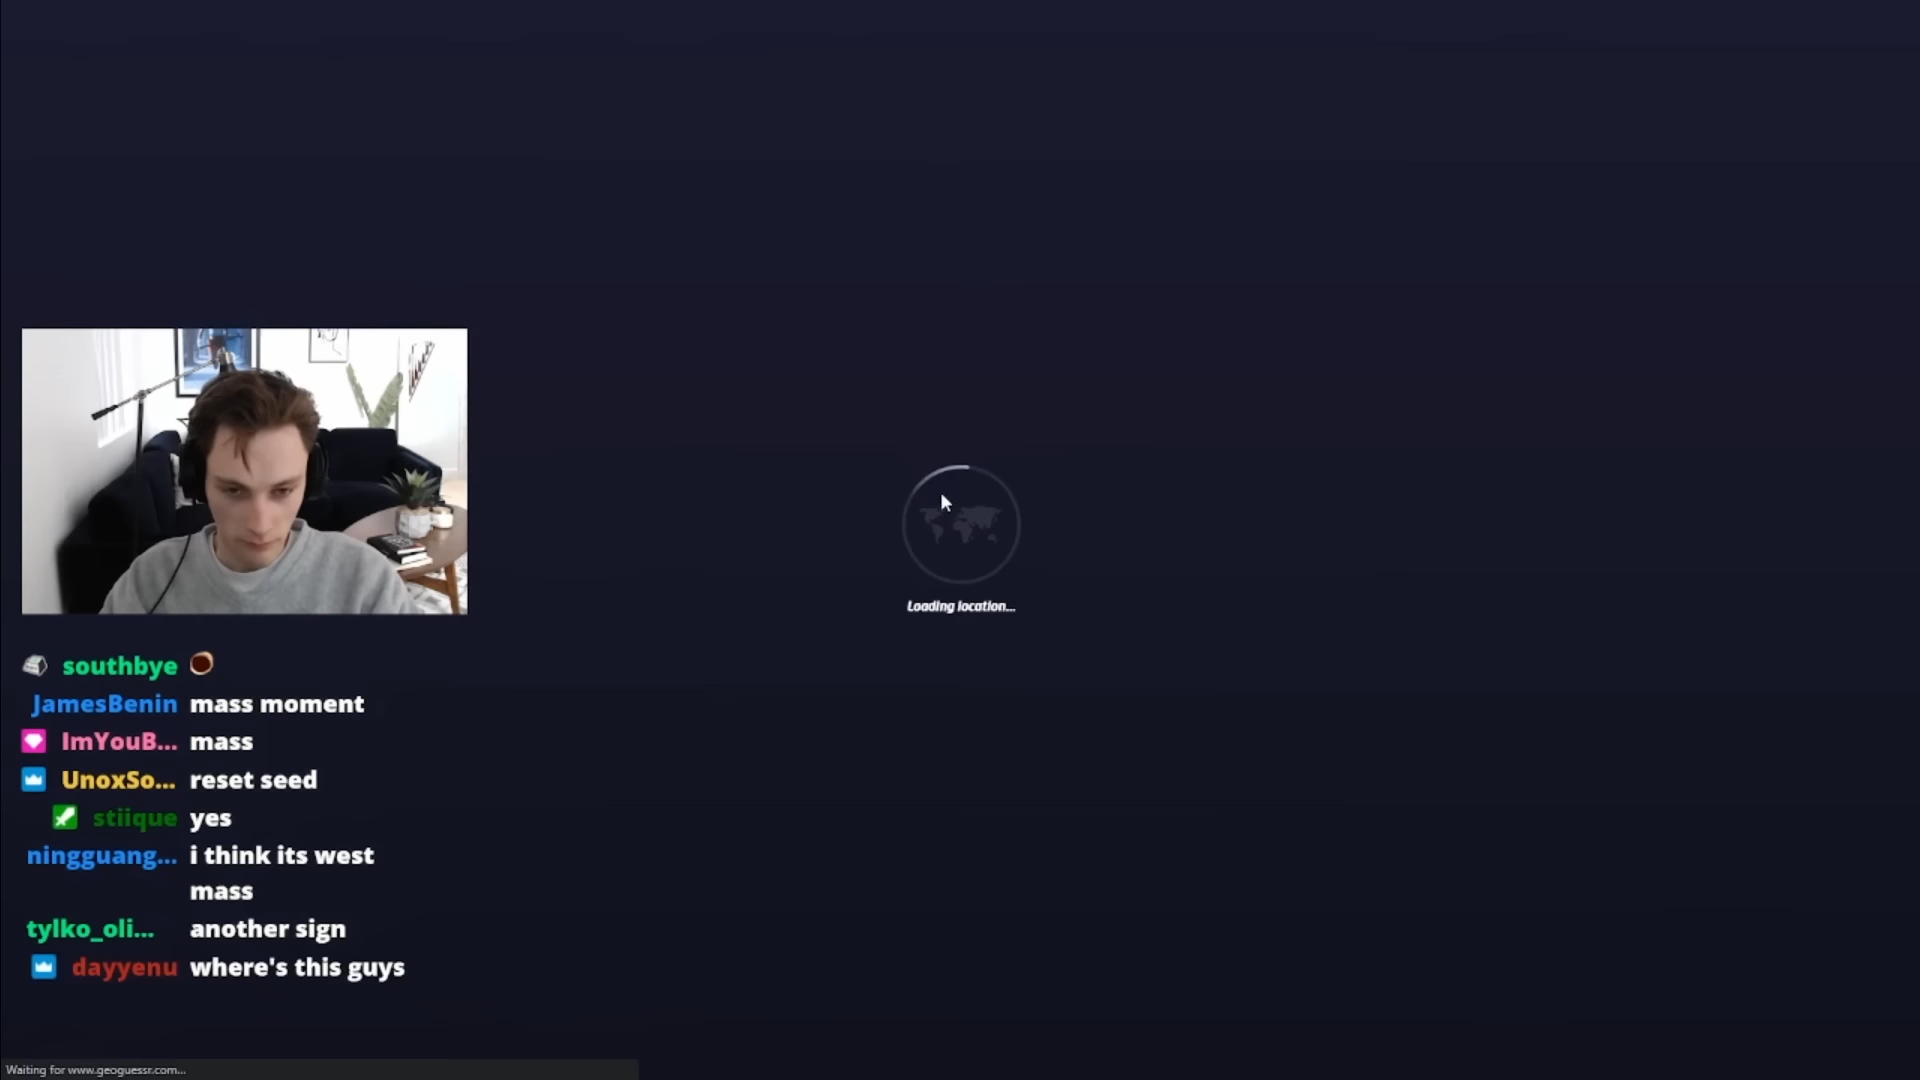 Loading location...
southbye
JamesBenin mass moment
ImYouB... mass
UnoxSo... reset seed
stiique yes
ningguang... i think its west
mass
tylko_oli... another sign
dayyenu where's this guys
Waiting for www.geoguessr.com...